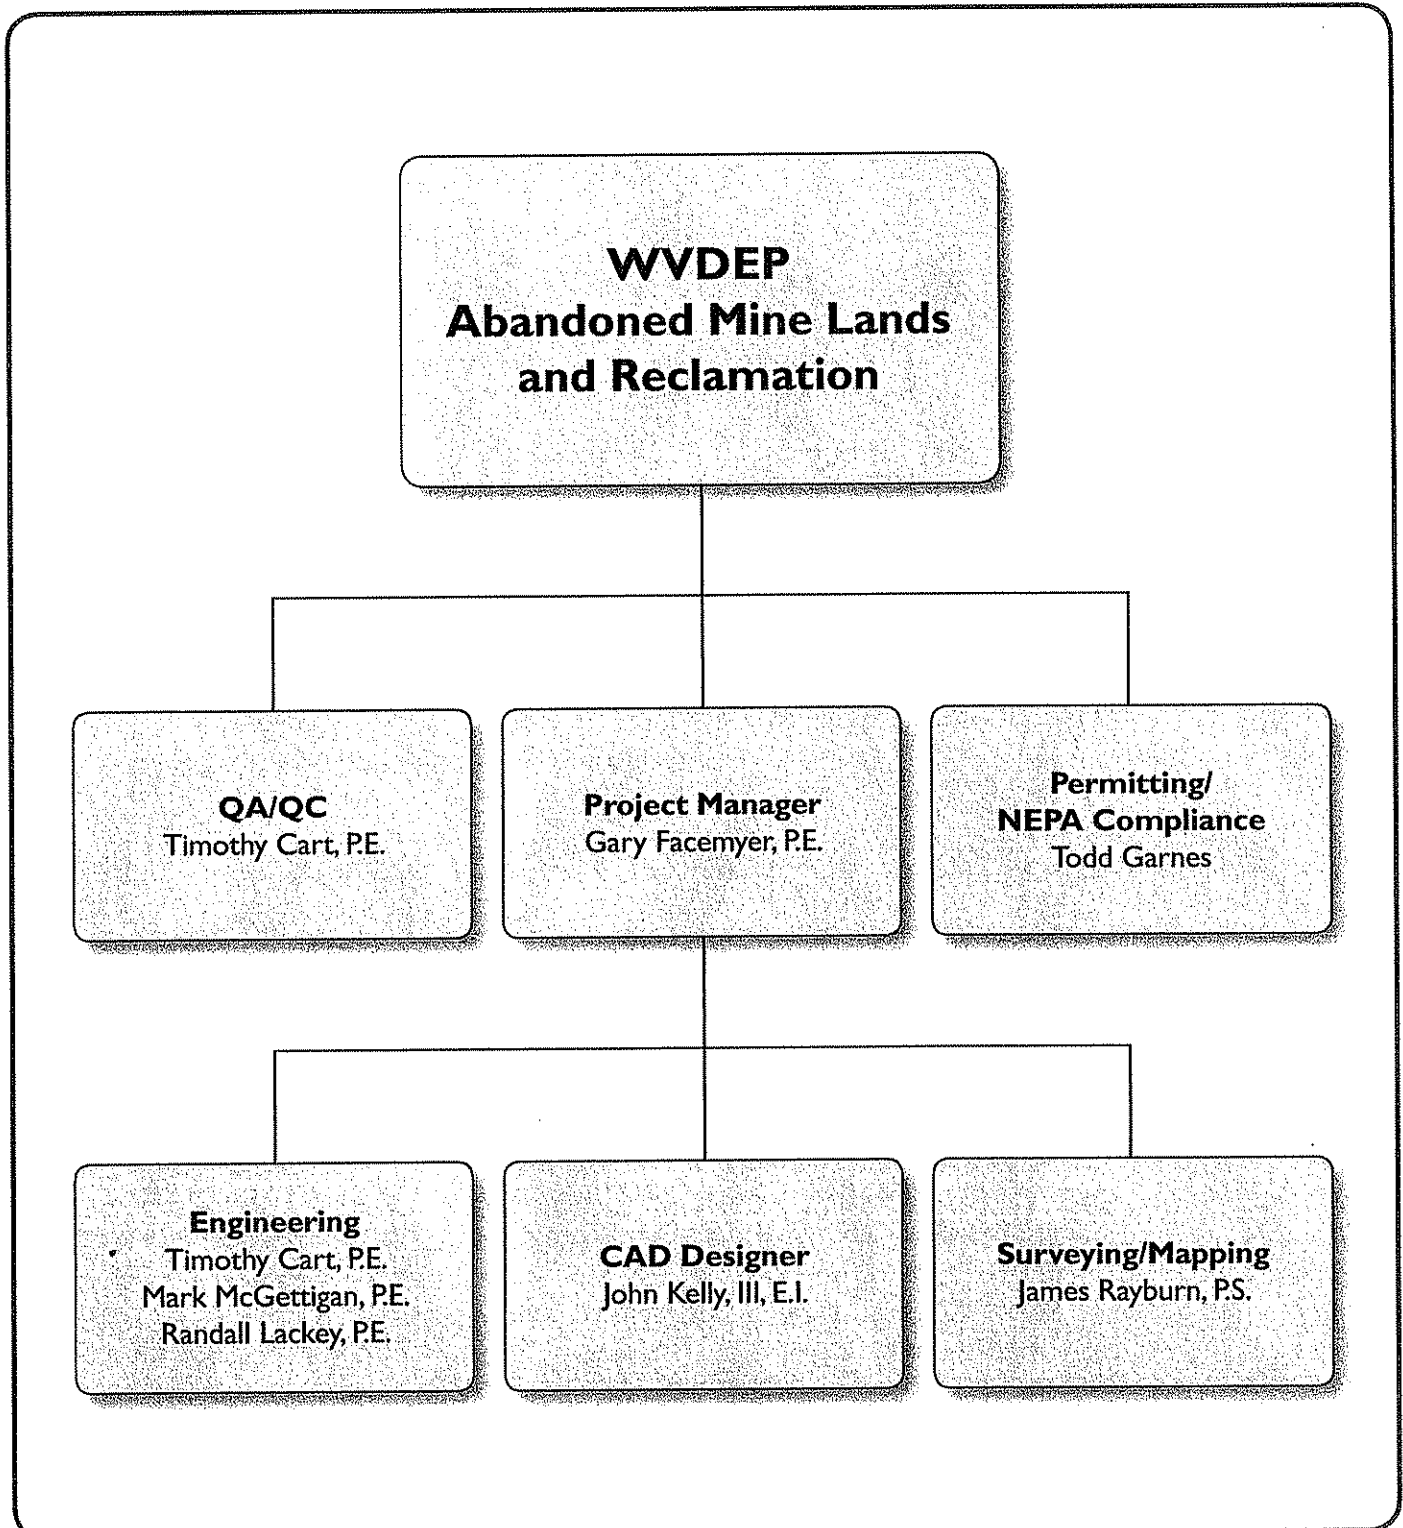 WVDEP
Abandoned Mine Lands
and Reclamation
QA/QC
Timothy Cart, P.E.
Project Manager
Gary Facemyer, P.E.
Permitting/
NEPA Compliance
Todd Garnes
Engineering
Timothy Cart, P.E.
Mark McGettigan, P.E.
Randall Lackey, P.E.
CAD Designer
John Kelly, III, E.I.
Surveying/Mapping
James Rayburn, P.S.